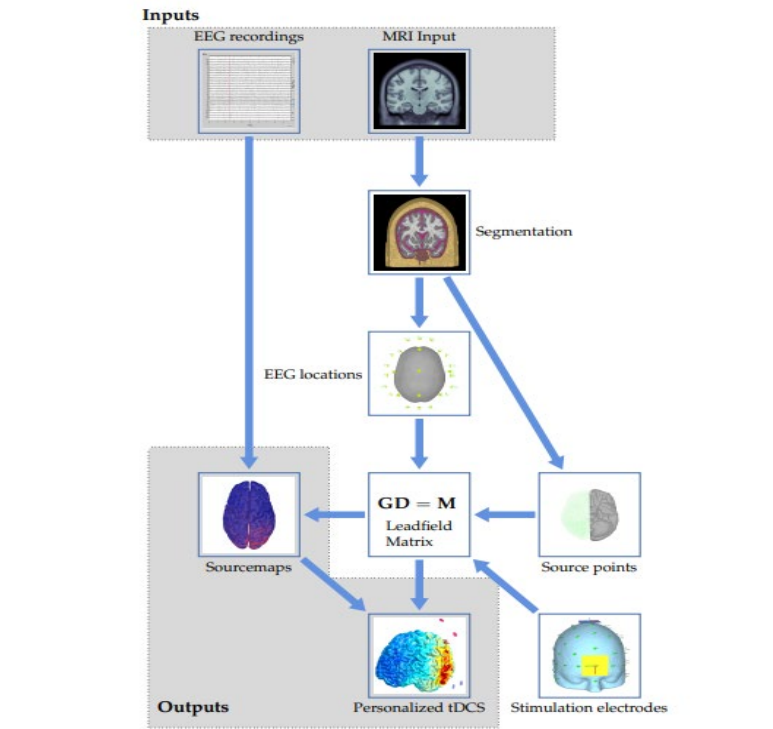 Inputs
EEG recordings
MRI Input
Segmentation
EEG locations
GD = M
Leadfield
Matrix
Sourcemaps
Source points
Outputs
Personalized tDCS
Stimulation electrodes